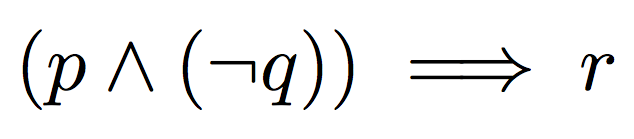 (p ∧ (¬q)) ⟹ r